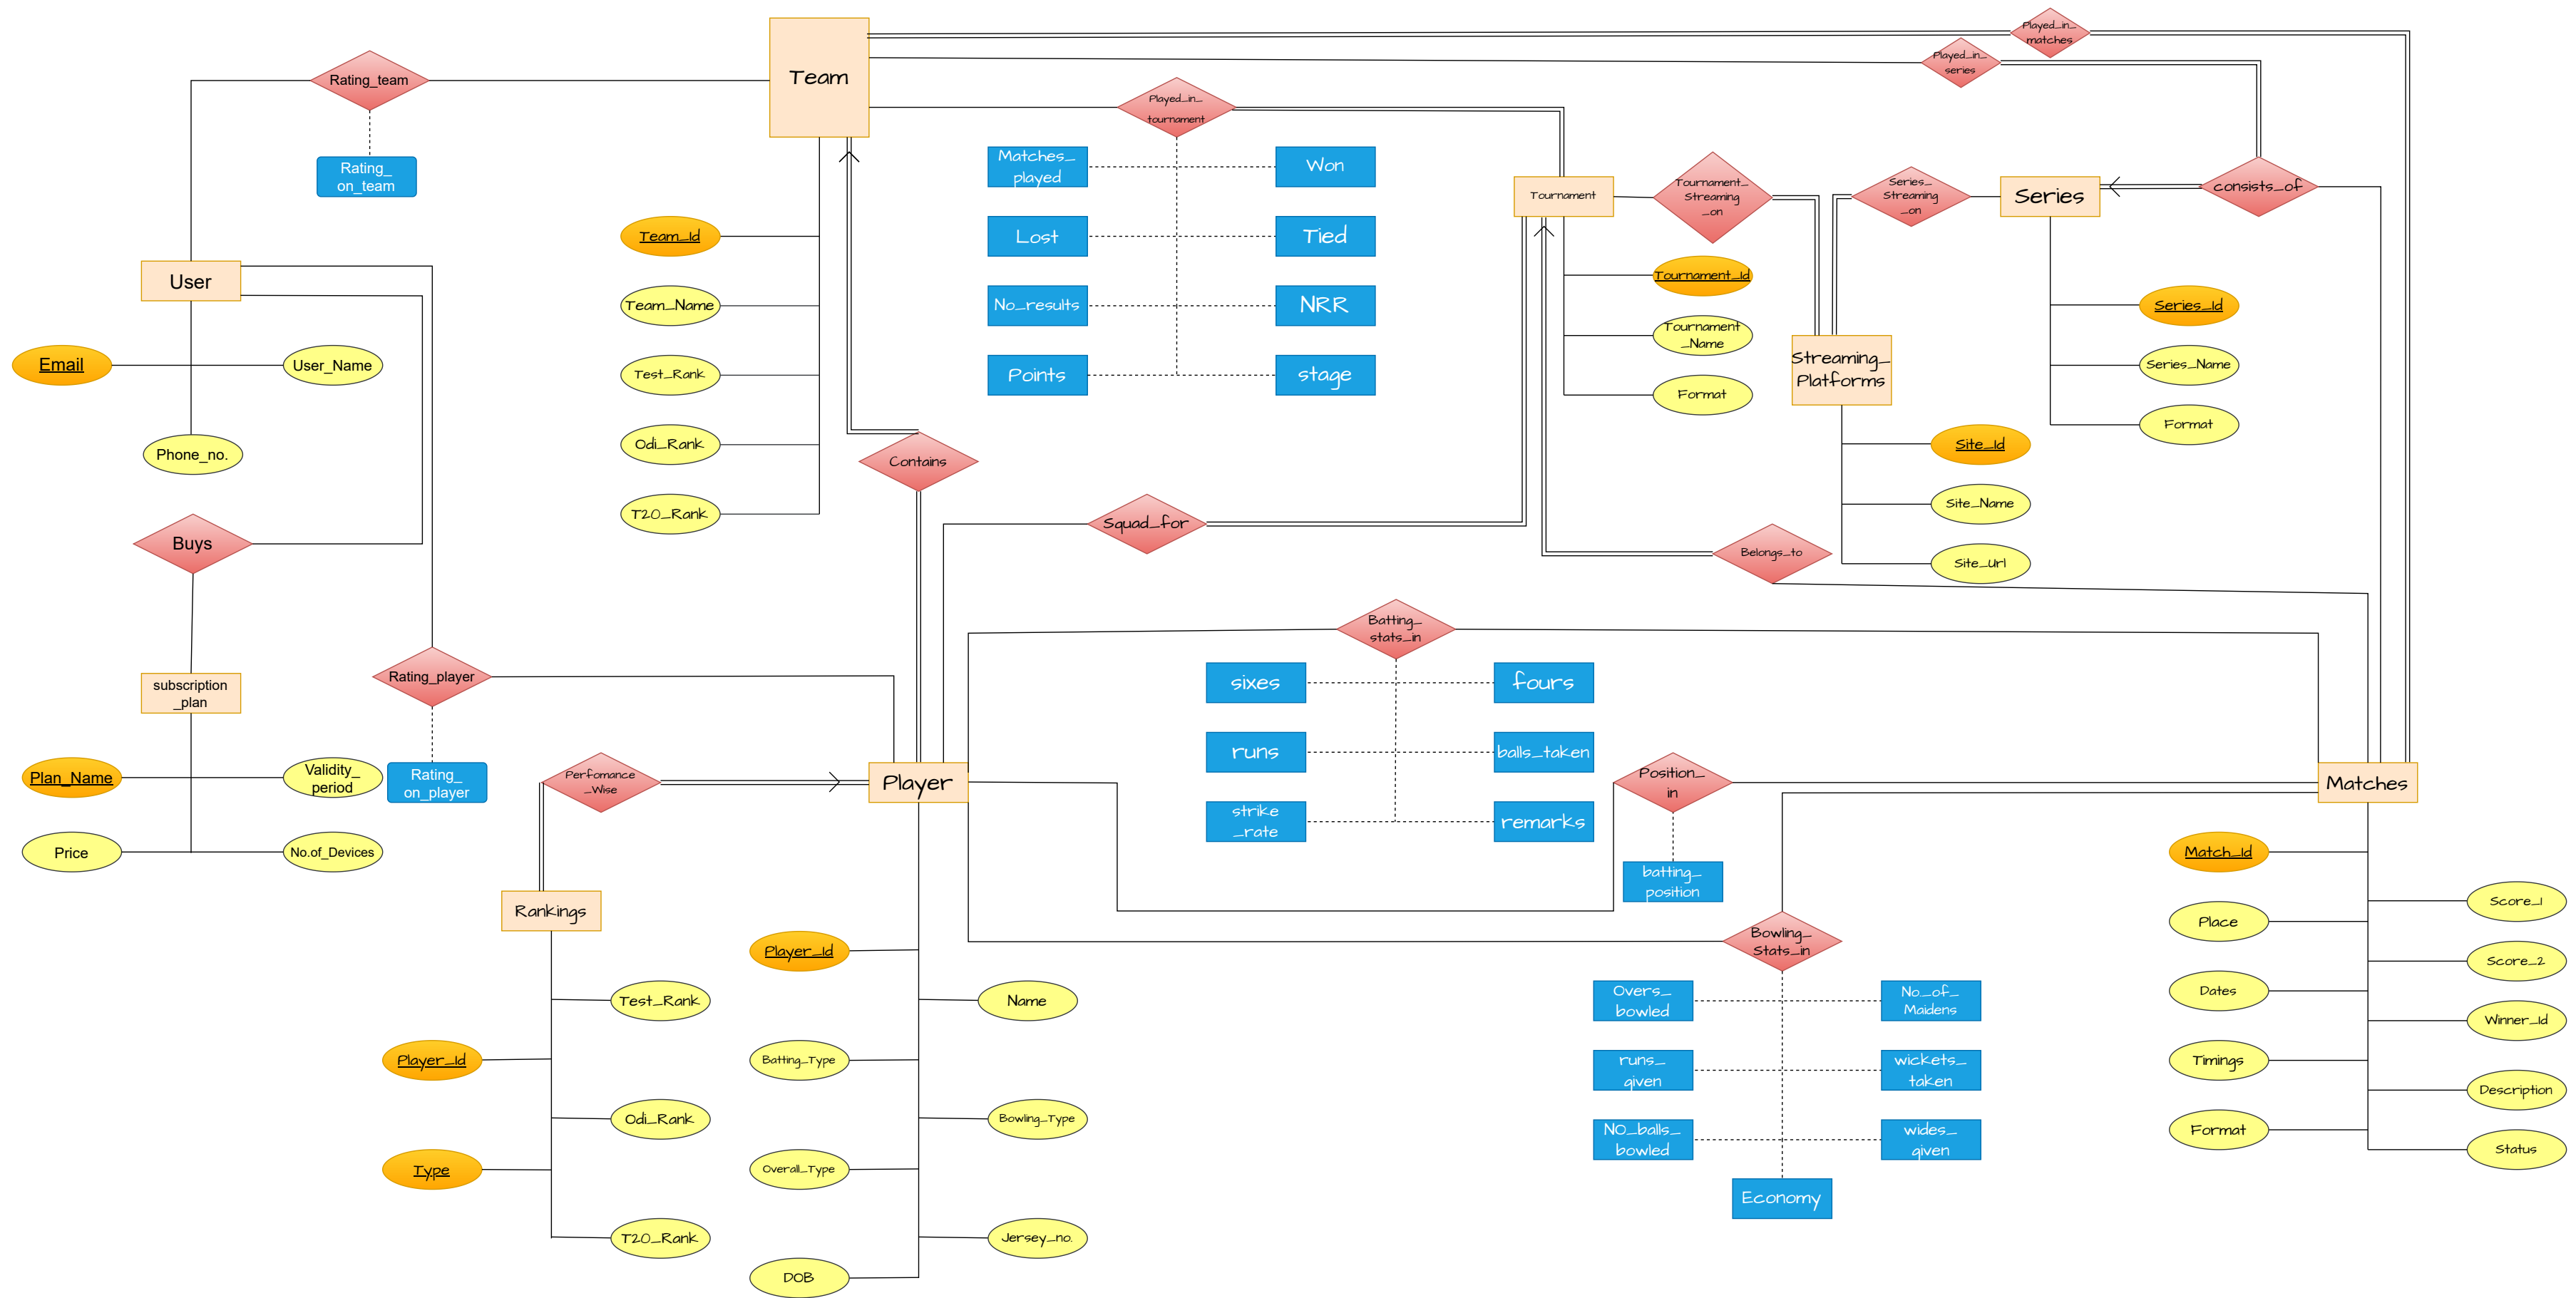 Played_in_
matches
Team
Played_in_
series
Rating_team
Played_in_
tournament
Rating_
on_team
Matches_
played
Won
Tournament
Tournament_
Streaming
_on
Series_
Streaming
_on
Series
consists_of
Team_Id
Lost
Tied
User
Tournament_Id
Team_Name
No_results
NRR
Series_Id
Tournament
_Name
Streaming_
Platforms
Email
User_Name
Test_Rank
Points
stage
Series_Name
Format
Format
Odi_Rank
Site_Id
Phone_no.
Contains
T20_Rank
Squad_for
Site_Name
Buys
Belongs_to
Site_Url
Batting_
stats_in
subscription
_plan
Rating_player
sixes
fours
runs
balls_taken
Plan_Name
Validity_
period
Rating_
on_player
Perfomance
_Wise
Player
Position_
in
Matches
strike
_rate
remarks
Price
No.of_Devices
Match_Id
batting_
position
Rankings
Score_1
Place
Player_Id
Bowling_
Stats_in
Score_2
Test_Rank
Name
Overs_
bowled
No_of_
Maidens
Dates
Winner_Id
Player_Id
Batting_Type
runs_
given
wickets_
taken
Timings
Description
Odi_Rank
Bowling_Type
NO_balls_
bowled
wides_
given
Format
Status
Type
Overall_Type
Economy
T20_Rank
Jersey_no.
DOB